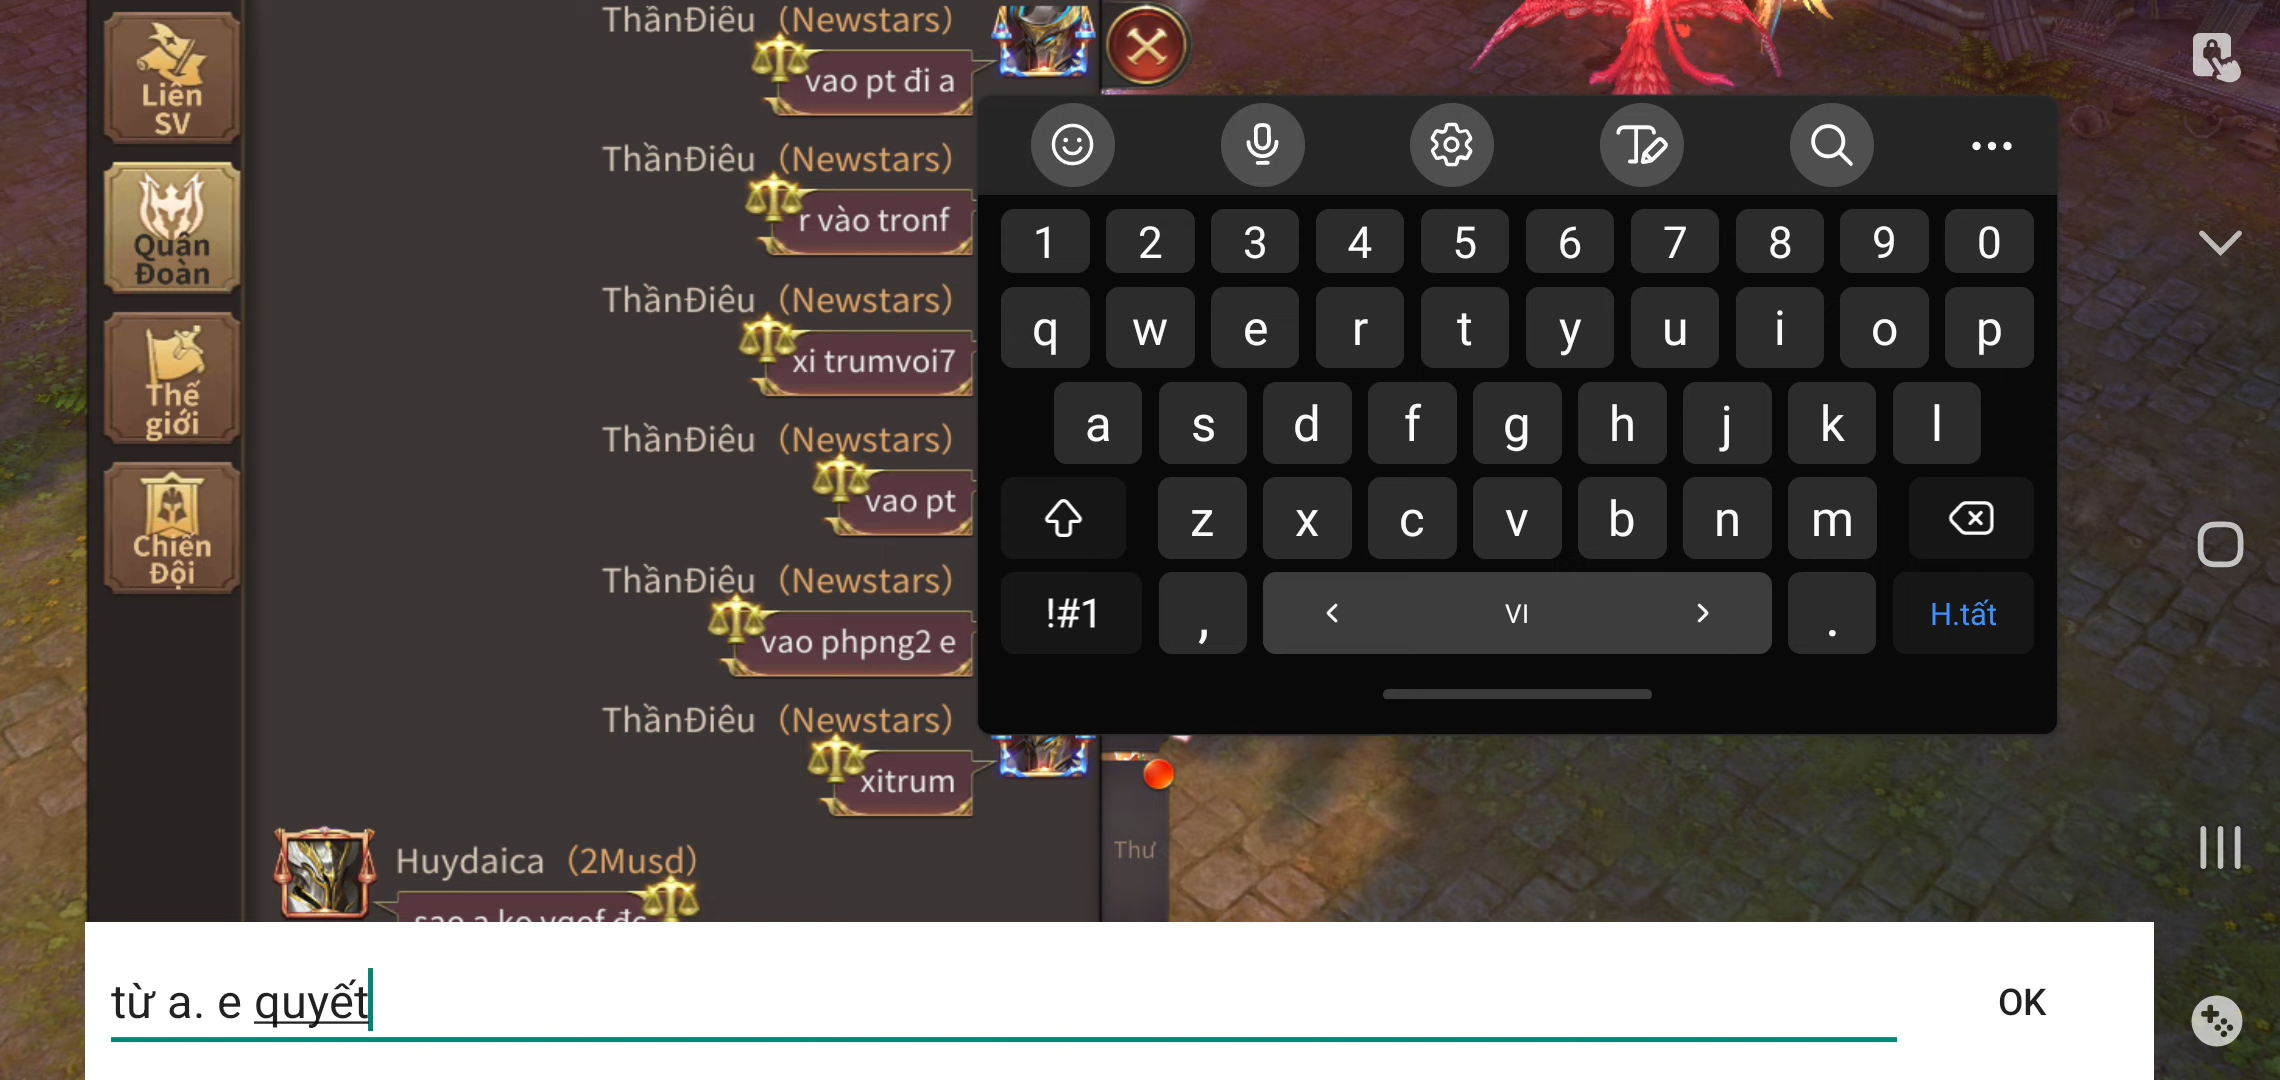 Liên
SV
Quân
Đoàn
Thế
giới
Chiến
Đội
ThầnĐiêu（Newstars）
vao pt đi a
ThầnĐiêu（Newstars）
r vào tronf
ThầnĐiêu（Newstars）
xi trumvoi7
ThầnĐiêu（Newstars）
vao pt
ThầnĐiêu（Newstars）
vao phpng2 e
ThầnĐiêu（Newstars）
xitrum
Huydaica（2Musd）
sao a ko
Thư
1 2 3 4 5 6 7 8 9 0
q w e r t y u i o p
a s d f g h j k l
z x c v b n m
!#1 , < VI > . H.tất
từ a. e quyết
OK